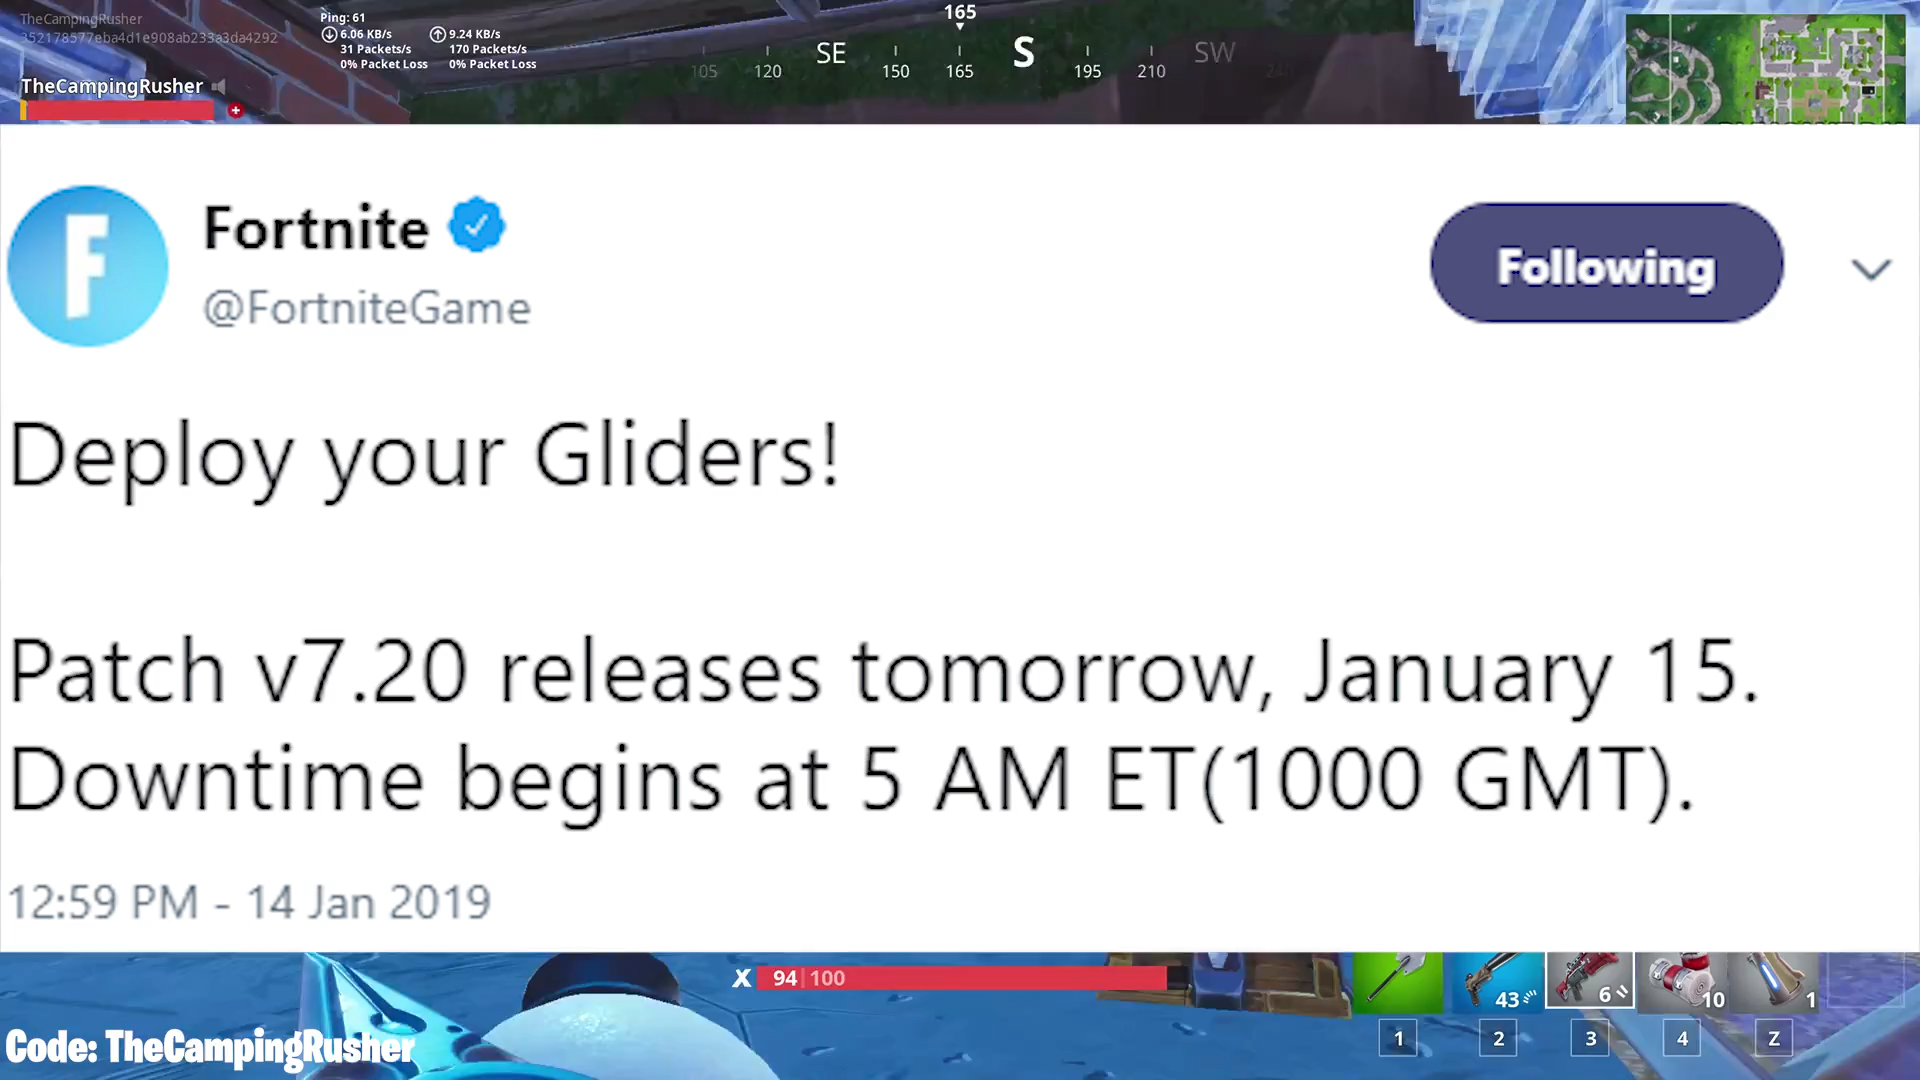 TheCampingRusher
352178577eba4d1e908ab233a3da4292
TheCampingRusher
Ping: 61
6.06 KB/s 9.24 KB/s
31 Packets/s 170 Packets/s
0% Packet Loss 0% Packet Loss
165
105 120 SE 150 165 S 195 210 SW
Fortnite
@FortniteGame
Following
Deploy your Gliders!
Patch v7.20 releases tomorrow, January 15.
Downtime begins at 5 AM ET(1000 GMT).
12:59 PM - 14 Jan 2019
X 94 | 100
43 6 10 1
1 2 3 4 Z
Code: TheCampingRusher